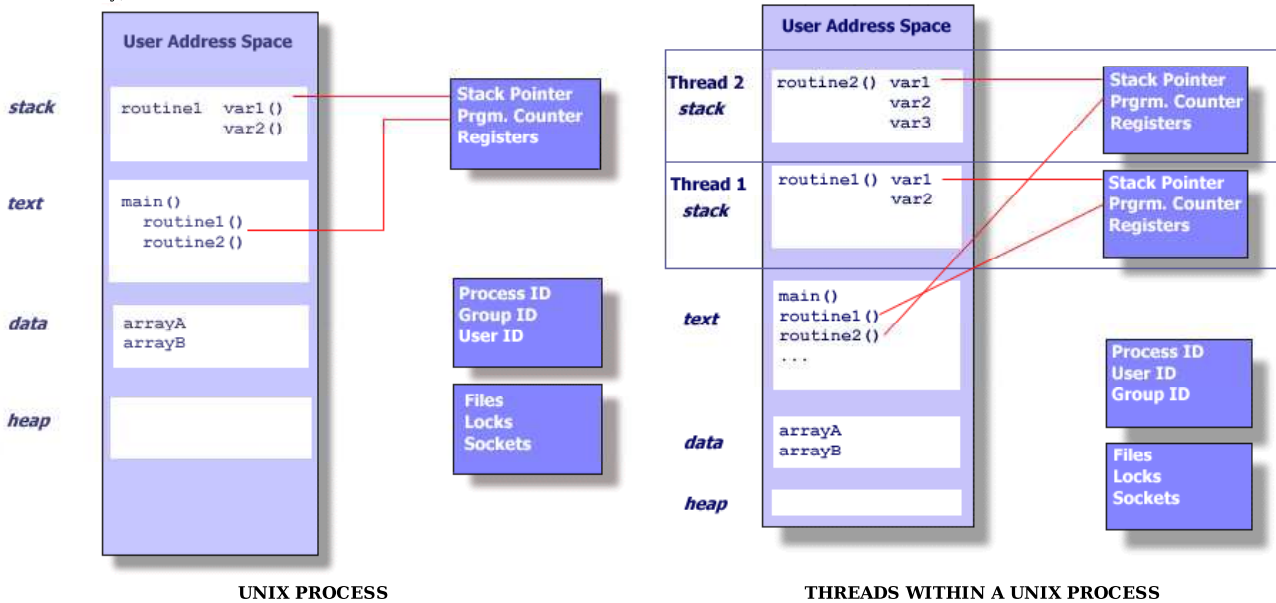 User Address Space
stack
routine1 var1()
var2()
Stack Pointer
Prgm. Counter
Registers
text
main()
routine1()
routine2()
data
arrayA
arrayB
Process ID
Group ID
User ID
heap
Files
Locks
Sockets
UNIX PROCESS
User Address Space
Thread 2
stack
routine2() var1
var2
var3
Stack Pointer
Prgrm. Counter
Registers
Thread 1
stack
routine1() var1
var2
Stack Pointer
Prgrm. Counter
Registers
text
main()
routine1()
routine2()
...
Process ID
User ID
Group ID
data
arrayA
arrayB
Files
Locks
Sockets
heap
THREADS WITHIN A UNIX PROCESS